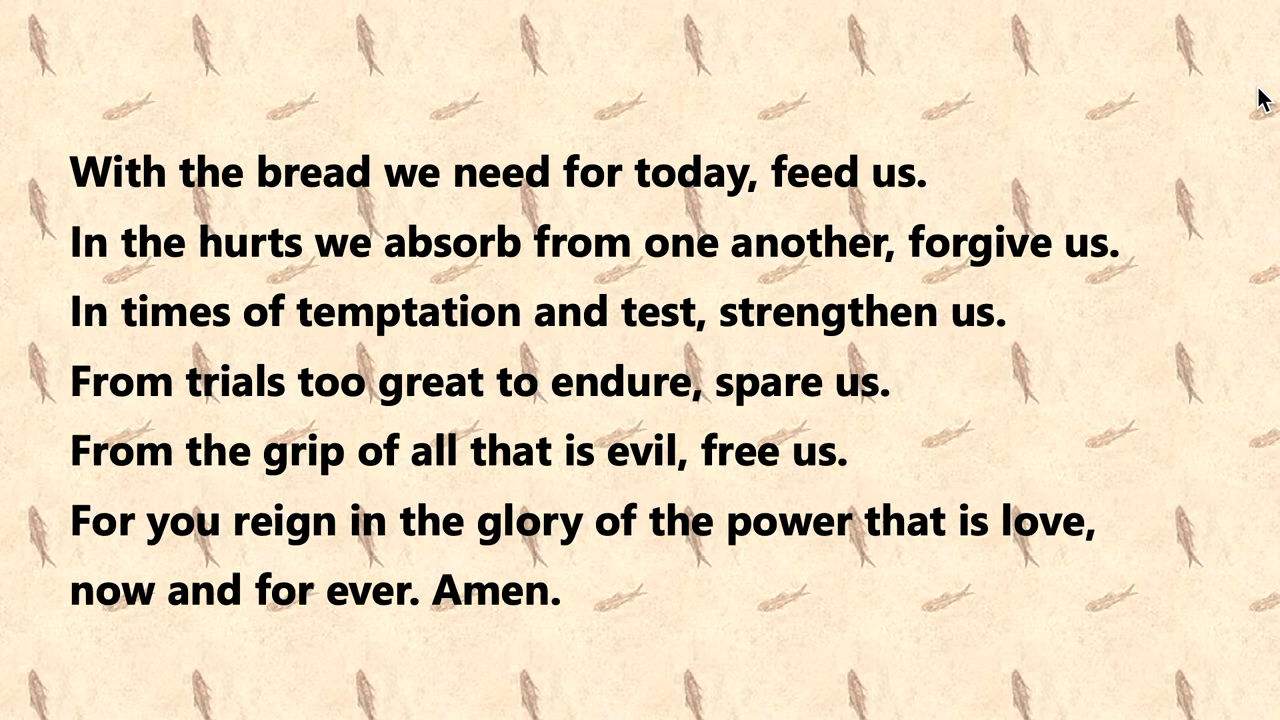 With the bread we need for today, feed us.
In the hurts we absorb from one another, forgive us.
In times of temptation and test, strengthen us.
From trials too great to endure, spare us.
From the grip of all that is evil, free us.
For you reign in the glory of the power that is love,
now and for ever. Amen.